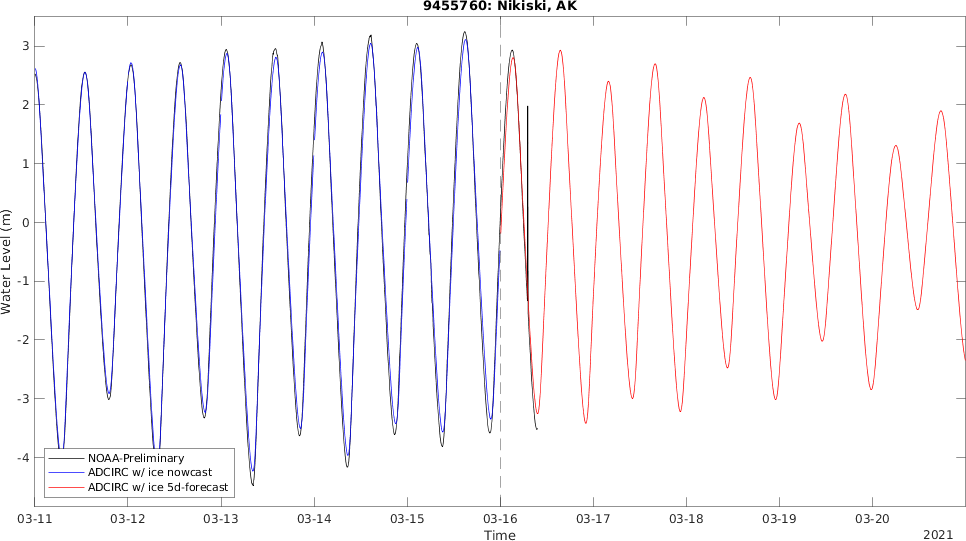 9455760: Nikiski, AK
3
2
1
0
-1
-2
-3
-4
Water Level (m)
NOAA-Preliminary
ADCIRC w/ ice nowcast
ADCIRC w/ ice 5d-forecast
03-11 03-12 03-13 03-14 03-15 03-16 03-17 03-18 03-19 03-20
Time
2021